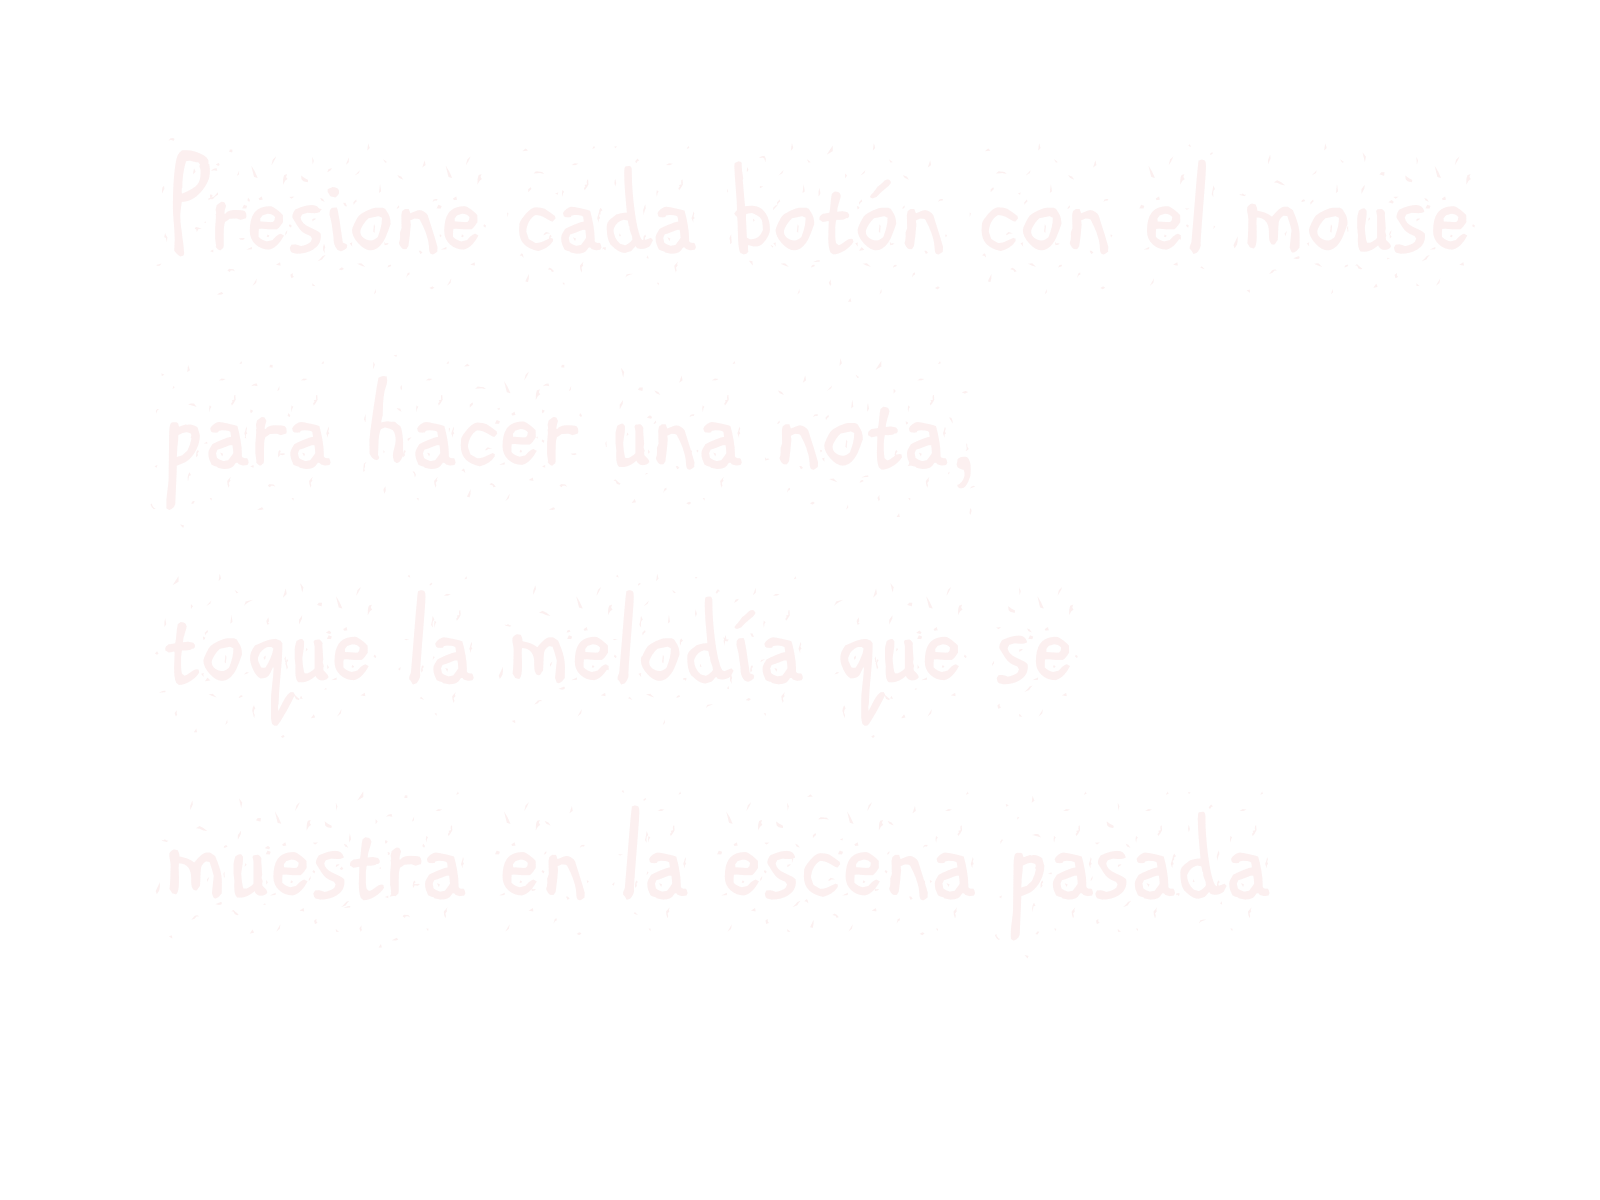 Presione cada botón con el mouse
para hacer una nota,
toque la melodía que se
muestra en la escena pasada